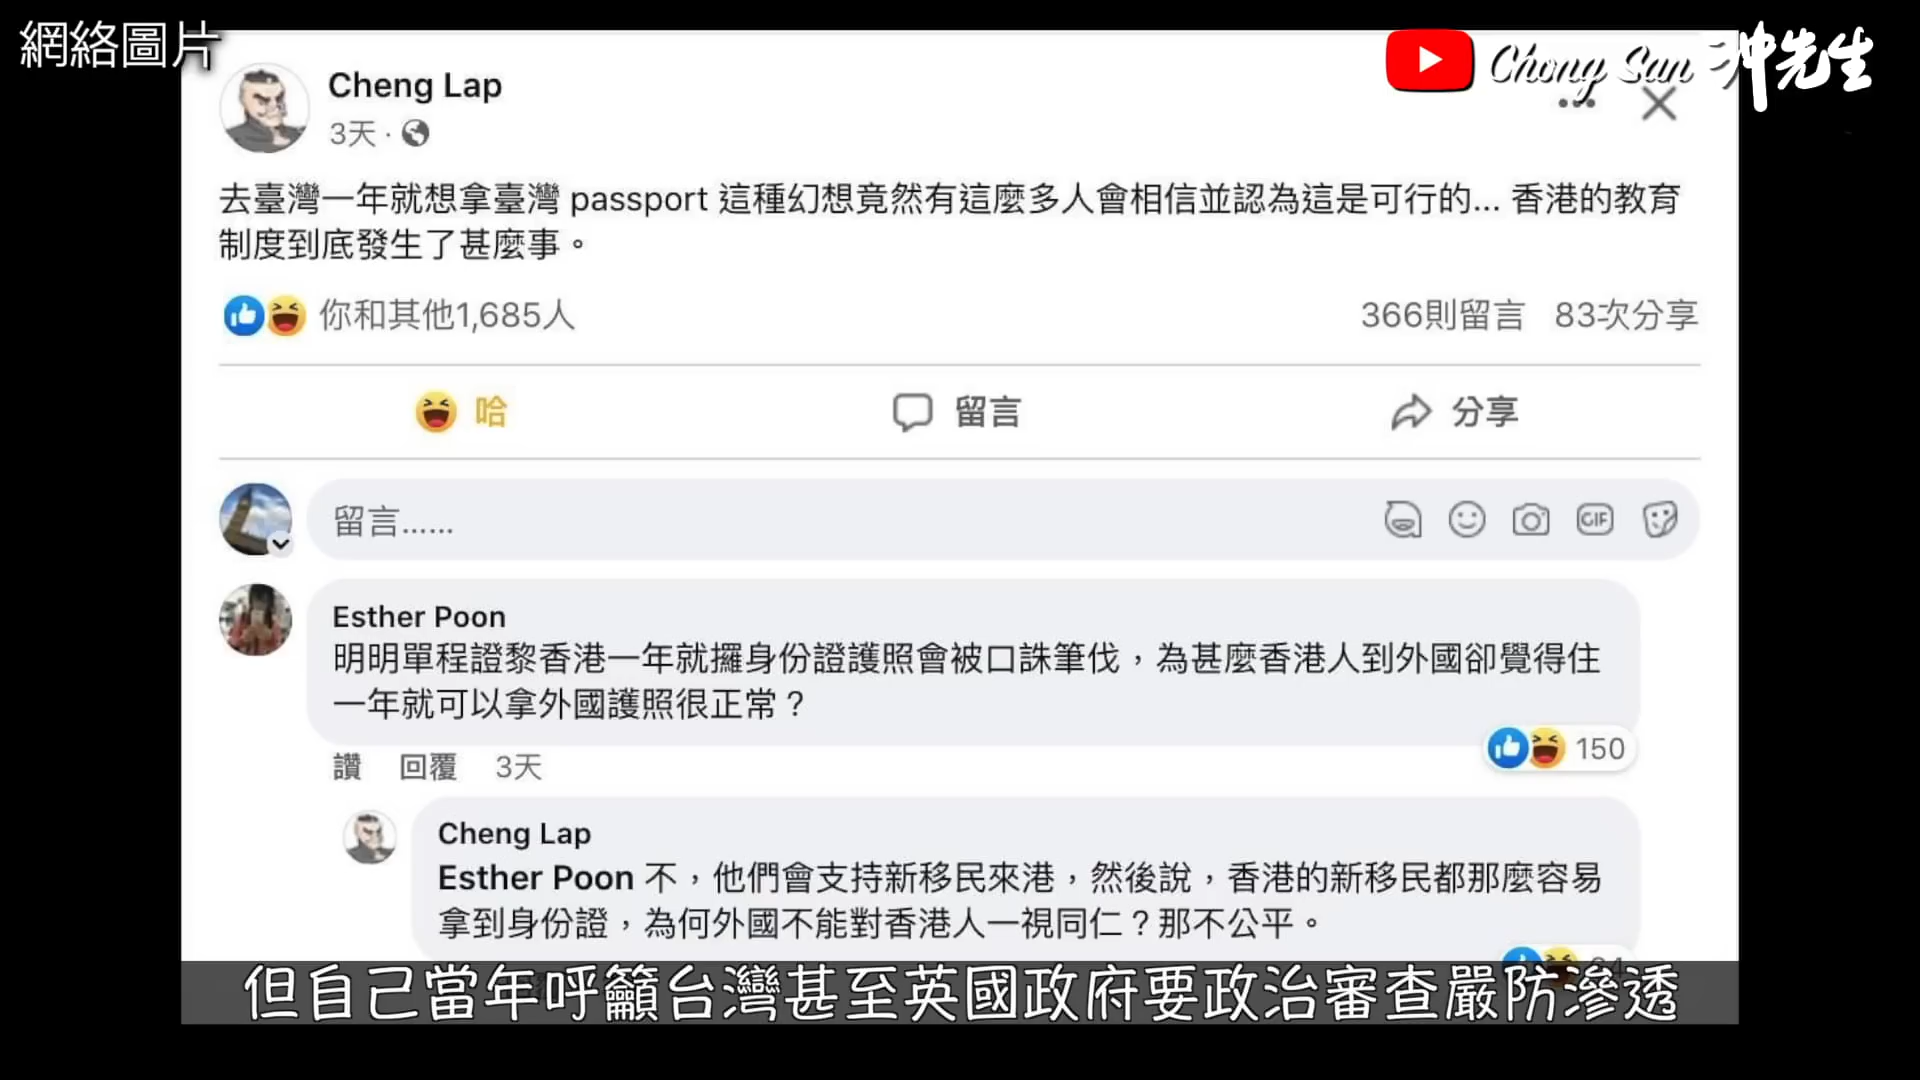 網絡圖片
Chong San 冲先生
Cheng Lap
3天 ·
去臺灣一年就想拿臺灣 passport 這種幻想竟然有這麼多人會相信並認為這是可行的... 香港的教育
制度到底發生了甚麼事。
你和其他1,685人 366則留言 83次分享
哈 留言 分享
留言......
GIF
Esther Poon
明明單程證黎香港一年就攞身份證護照會被口誅筆伐，為甚麼香港人到外國卻覺得住
一年就可以拿外國護照很正常？
150
讚 回覆 3天
Cheng Lap
Esther Poon 不，他們會支持新移民來港，然後說，香港的新移民都那麼容易
拿到身份證，為何外國不能對香港人一視同仁？那不公平。
64
但自己當年呼籲台灣甚至英國政府要政治審查嚴防滲透